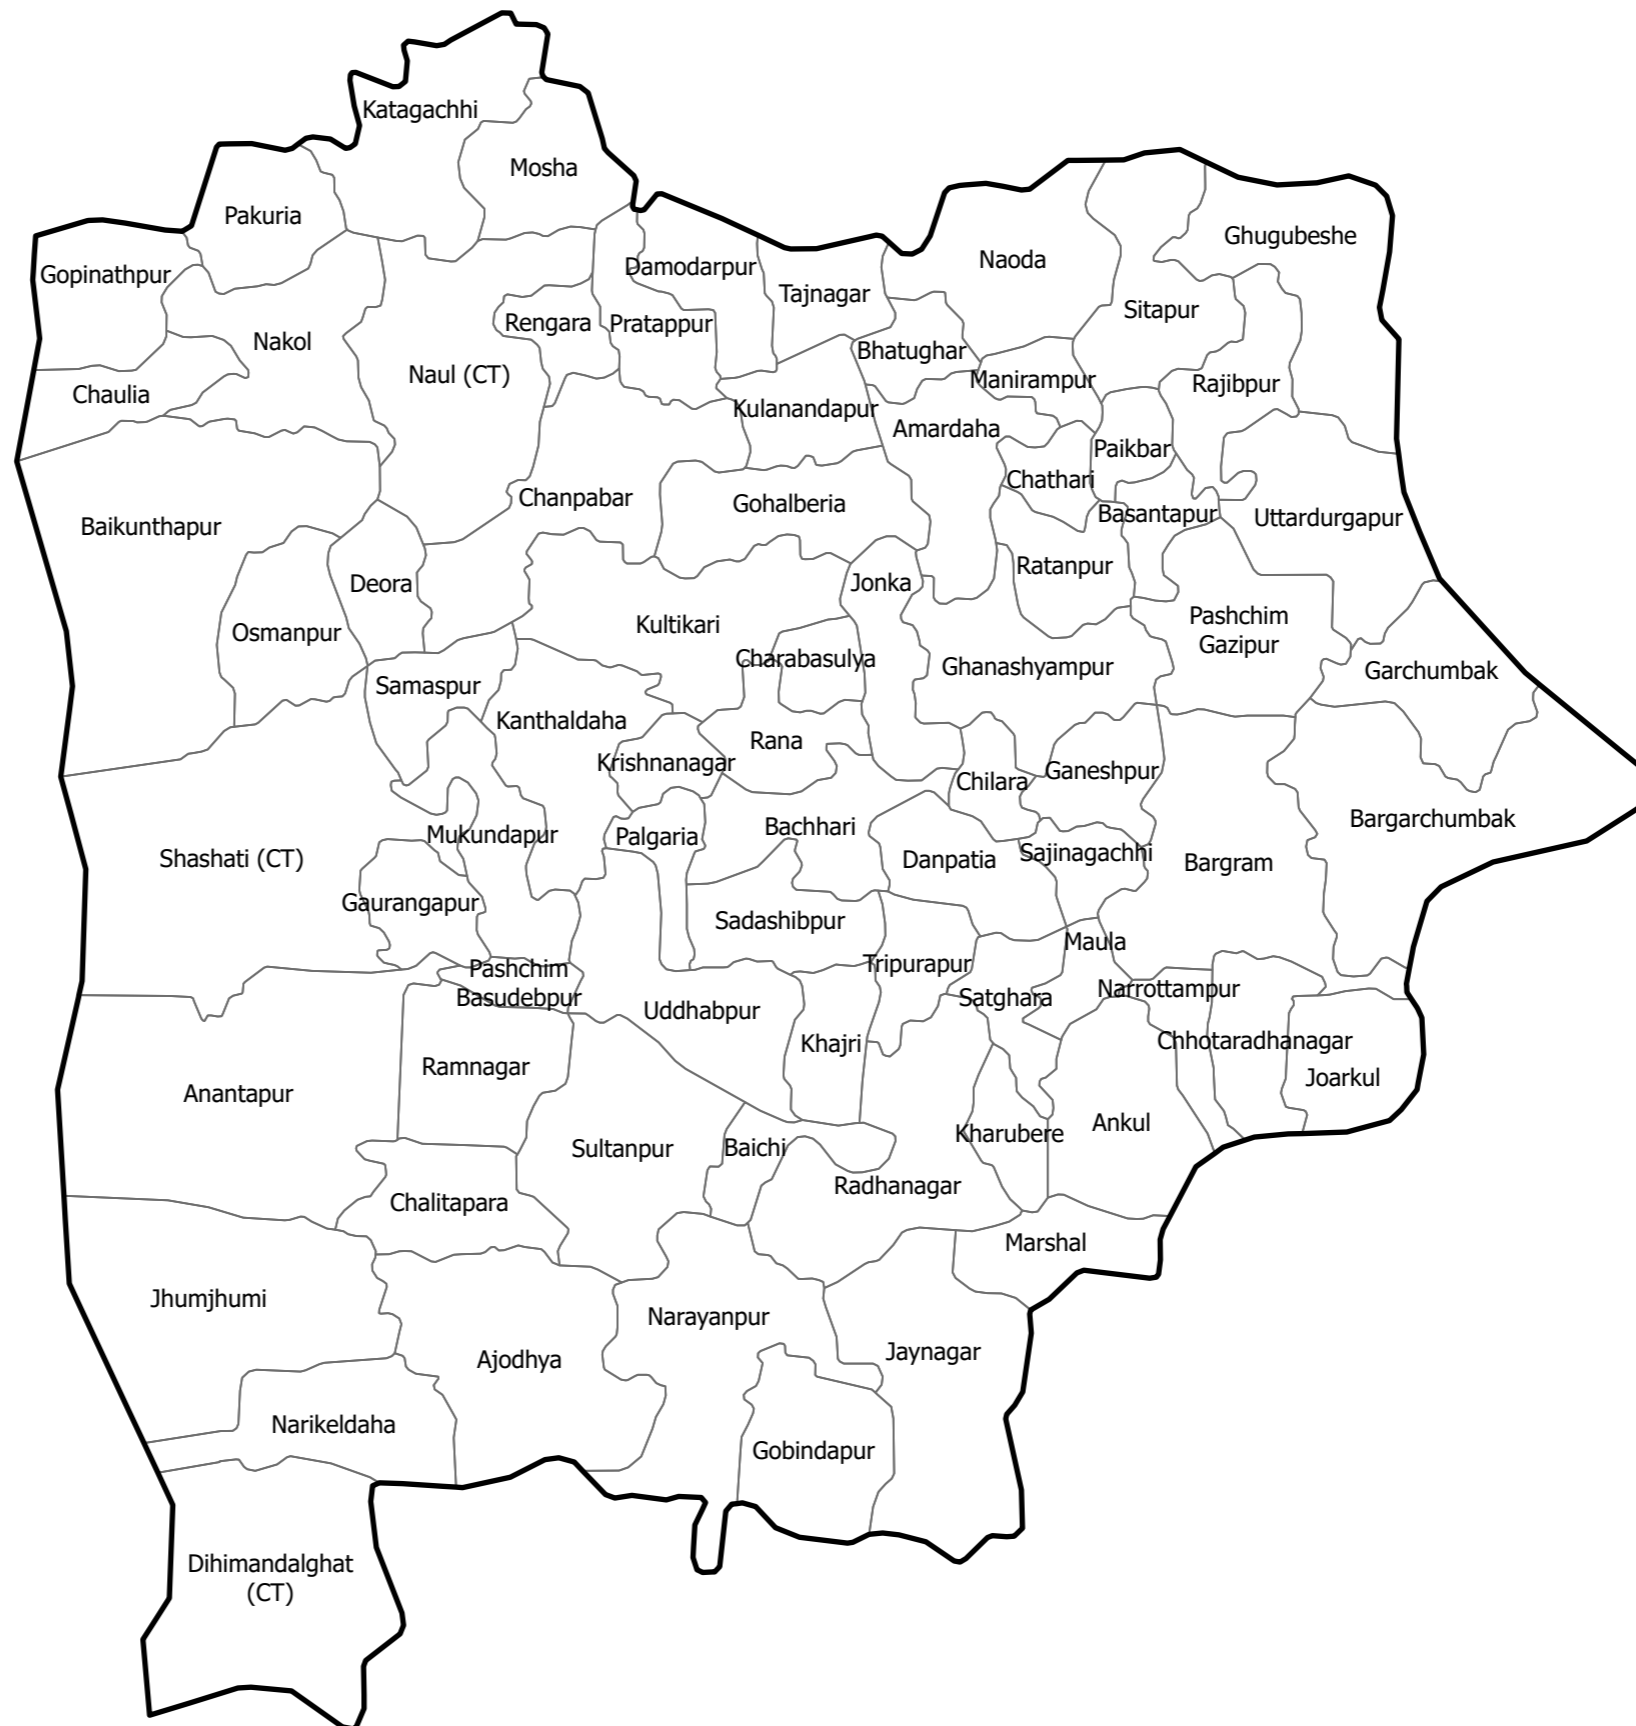 Katagachhi
Mosha
Pakuria
Ghugubeshe
Naoda
Damodarpur
Gopinathpur
Tajnagar
Sitapur
Rengara
Pratappur
Nakol
Bhatughar
Naul (CT)
Manirampur
Rajibpur
Chaulia
Kulanandapur
Amardaha
Paikbar
Chathari
Chanpabar
Gohalberia
Basantapur
Uttardurgapur
Baikunthapur
Ratanpur
Deora
Jonka
Pashchim
Gazipur
Kultikari
Osmanpur
Charabasulya
Ghanashyampur
Garchumbak
Samaspur
Kanthaldaha
Rana
Krishnanagar
Ganeshpur
Chilara
Bargarchumbak
Bachhari
Mukundapur
Palgaria
Sajinagachhi
Shashati (CT)
Danpatia
Bargram
Gaurangapur
Sadashibpur
Maula
Tripurapur
Pashchim
Basudebpur
Narrottampur
Satghara
Uddhabpur
Khajri
Chhotaradhanagar
Ramnagar
Joarkul
Anantapur
Ankul
Kharubere
Sultanpur
Baichi
Radhanagar
Chalitapara
Marshal
Jhumjhumi
Narayanpur
Jaynagar
Ajodhya
Narikeldaha
Gobindapur
Dihimandalghat
(CT)